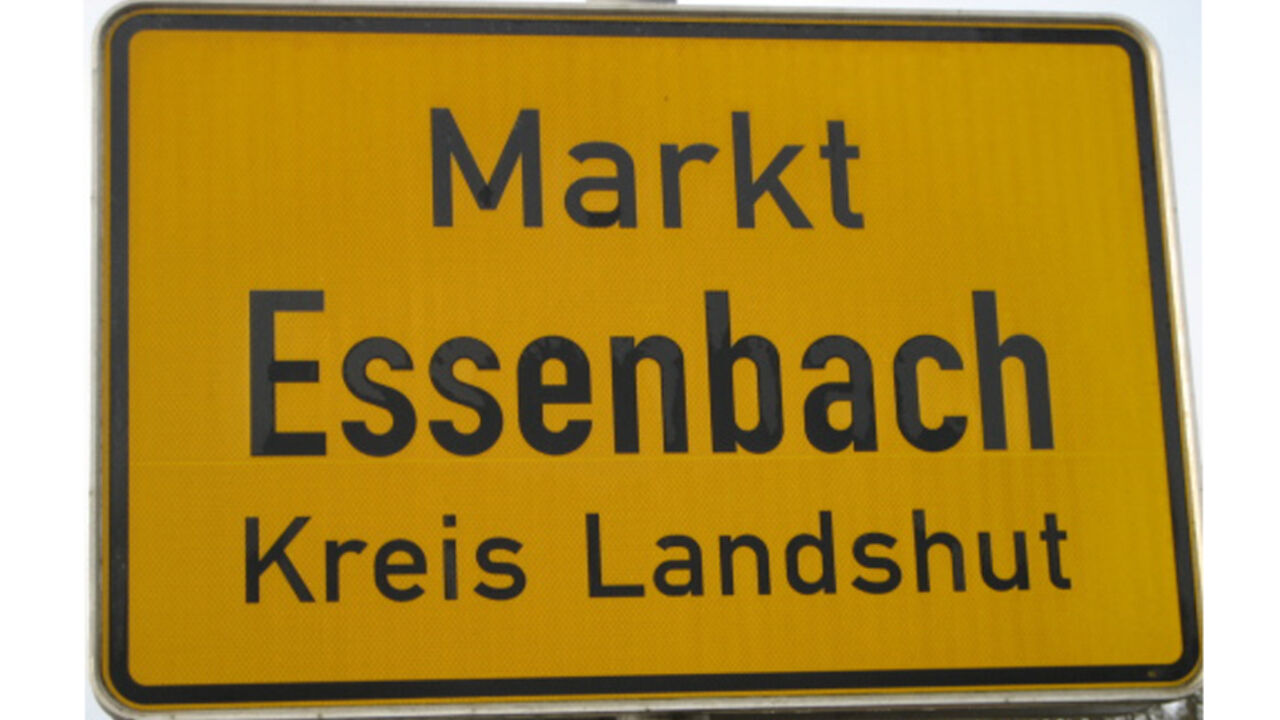 Markt
Essenbach
Kreis Landshut